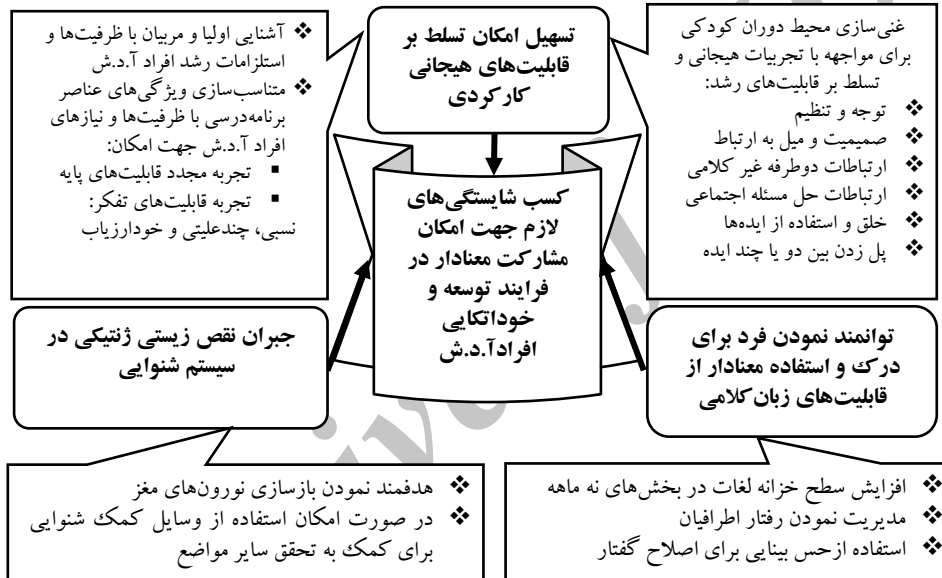 غنی‌سازی محیط دوران کودکی
برای مواجهه با تجربیات هیجانی و
تسلط بر قابلیت‌های رشد:
❖ توجه و تنظیم
❖ صمیمیت و میل به ارتباط
❖ ارتباطات دوطرفه غیر کلامی
❖ ارتباطات حل مسئله اجتماعی
❖ خلق و استفاده از ایده‌ها
❖ پل زدن بین دو یا چند ایده
تسهیل امکان تسلط بر
قابلیت‌های هیجانی
کارکردی
❖ آشنایی اولیا و مربیان با ظرفیت‌ها و
استلزامات رشد افراد آ.د.ش
❖ متناسب‌سازی ویژگی‌های عناصر
برنامه‌درسی با ظرفیت‌ها و نیازهای
افراد آ.د.ش جهت امکان:
▪ تجربه مجدد قابلیت‌های پایه
▪ تجربه قابلیت‌های تفکر:
نسبی، چندعلیتی و خودارزیاب
کسب شایستگی‌های
لازم جهت امکان
مشارکت معنادار در
فرایند توسعه و
خوداتکایی
افرادآ.د.ش
توانمند نمودن فرد برای
درک و استفاده معنادار از
قابلیت‌های زبان کلامی
جبران نقص زیستی ژنتیکی در
سیستم شنوایی
❖ افزایش سطح خزانه لغات در بخش‌های نه ماهه
❖ مدیریت نمودن رفتار اطرافیان
❖ استفاده ازحس بینایی برای اصلاح گفتار
❖ هدفمند نمودن بازسازی نورون‌های مغز
❖ در صورت امکان استفاده از وسایل کمک شنوایی
برای کمک به تحقق سایر مواضع